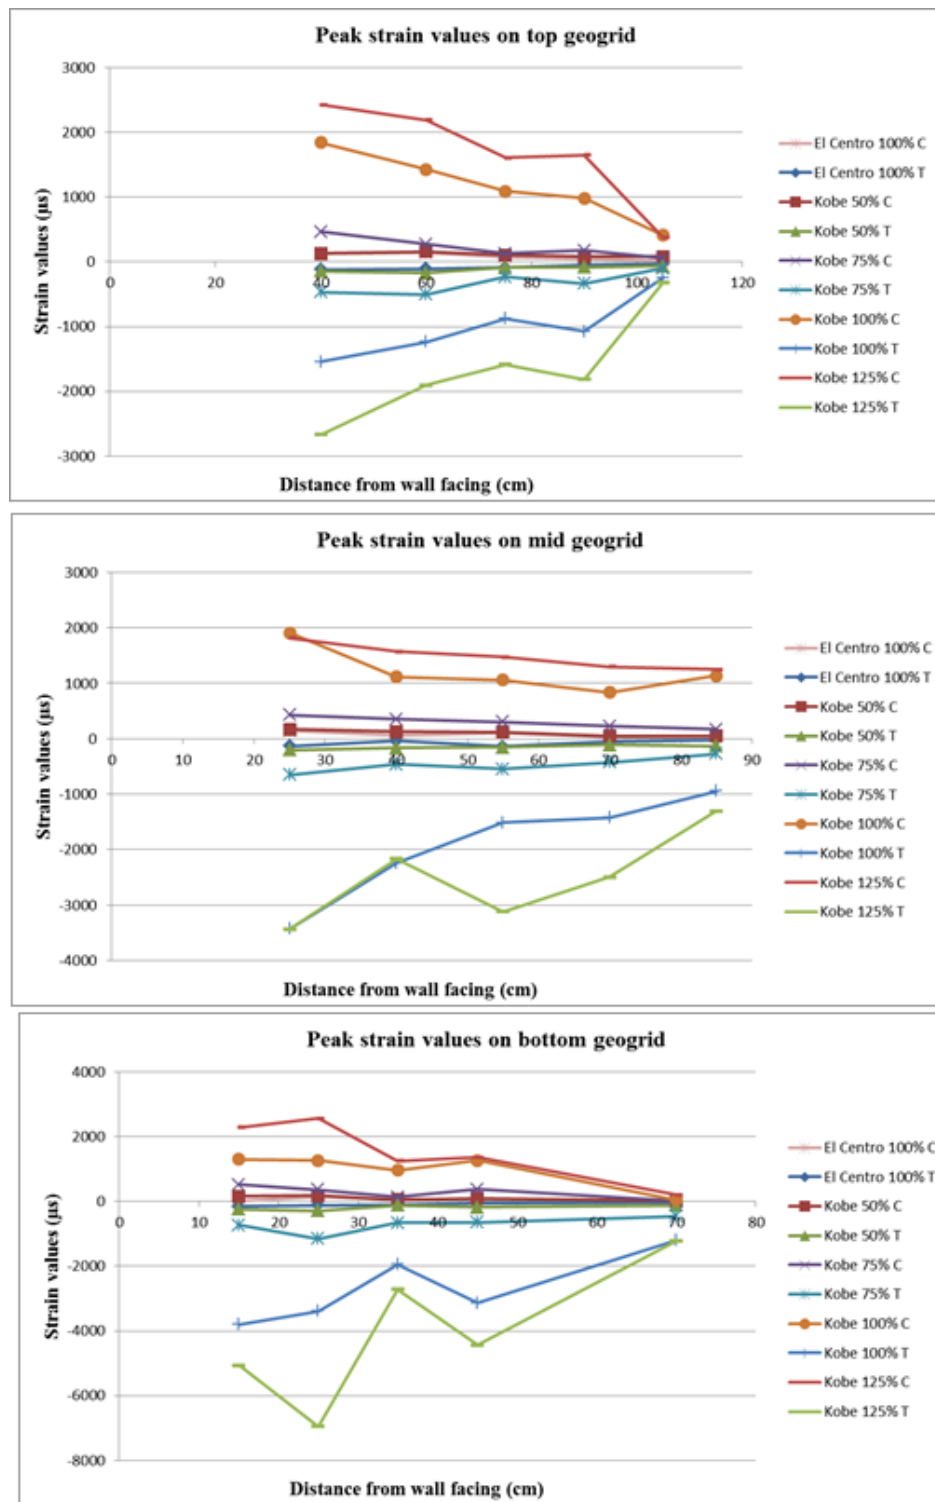 Peak strain values on top geogrid
3000
2000
1000
0
-1000
-2000
-3000
0 20 40 60 80 100 120
Strain values (µs)
Distance from wall facing (cm)
El Centro 100% C
El Centro 100% T
Kobe 50% C
Kobe 50% T
Kobe 75% C
Kobe 75% T
Kobe 100% C
Kobe 100% T
Kobe 125% C
Kobe 125% T
Peak strain values on mid geogrid
3000
2000
1000
0
-1000
-2000
-3000
-4000
0 10 20 30 40 50 60 70 80 90
Strain values (µs)
Distance from wall facing (cm)
El Centro 100% C
El Centro 100% T
Kobe 50% C
Kobe 50% T
Kobe 75% C
Kobe 75% T
Kobe 100% C
Kobe 100% T
Kobe 125% C
Kobe 125% T
Peak strain values on bottom geogrid
4000
2000
0
-2000
-4000
-6000
-8000
0 10 20 30 40 50 60 70 80
Strain values (µs)
Distance from wall facing (cm)
El Centro 100% C
El Centro 100% T
Kobe 50% C
Kobe 50% T
Kobe 75% C
Kobe 75% T
Kobe 100% C
Kobe 100% T
Kobe 125% C
Kobe 125% T